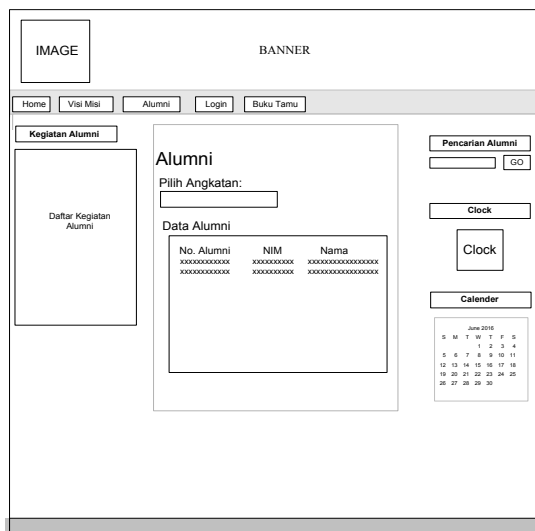 IMAGE
BANNER
Home Visi Misi Alumni Login Buku Tamu
Kegiatan Alumni
Daftar Kegiatan
Alumni
Alumni
Pilih Angkatan:
Data Alumni
No. Alumni NIM Nama
xxxxxxxxxxxx xxxxxxxxxx xxxxxxxxxxxxxxxxx
xxxxxxxxxxxx xxxxxxxxxx xxxxxxxxxxxxxxxxx
Pencarian Alumni
GO
Clock
Clock
Calender
June 2016
S M T W T F S
1 2 3 4
5 6 7 8 9 10 11
12 13 14 15 16 17 18
19 20 21 22 23 24 25
26 27 28 29 30